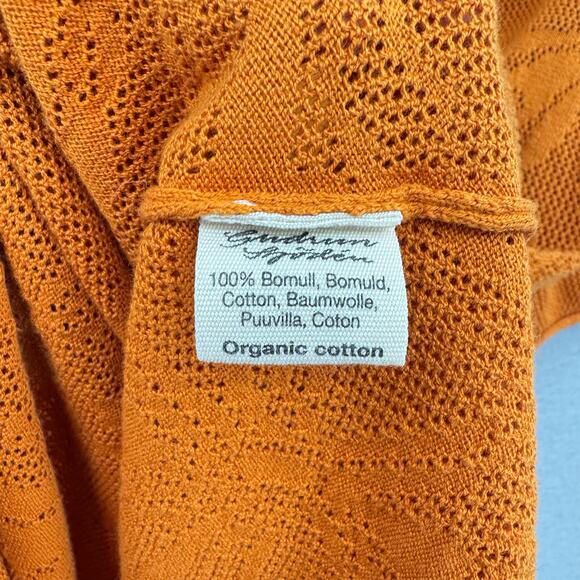 Gudrun
Sjödén
100% Bomull, Bomuld,
Cotton, Baumwolle,
Puuvilla, Coton
Organic cotton